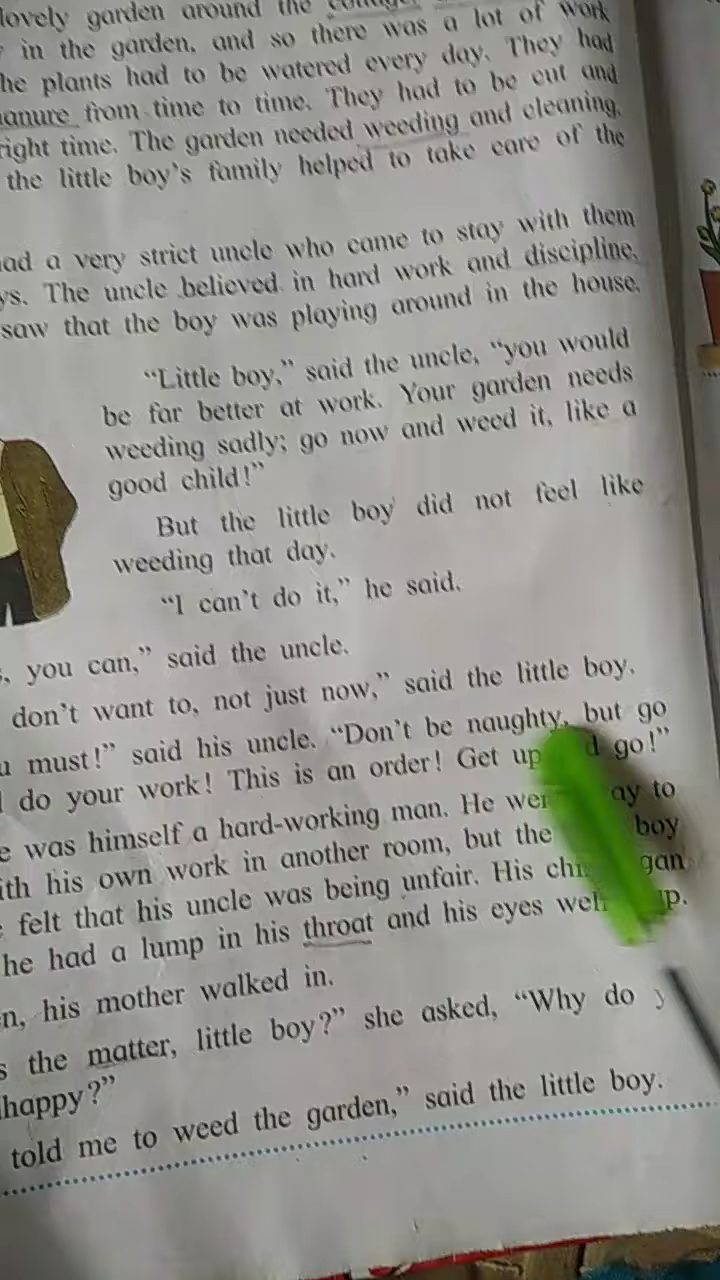 lovely garden around the
in the garden, and so there was a lot of work
he plants had to be watered every day. They had
anure from time to time. They had to be cut and
right time. The garden needed weeding and cleaning.
the little boy's family helped to take care of the
ad a very strict uncle who came to stay with them
ys. The uncle believed in hard work and discipline.
saw that the boy was playing around in the house.
“Little boy,” said the uncle, “you would
be far better at work. Your garden needs
weeding sadly; go now and weed it, like a
good child!”
But the little boy did not feel like
weeding that day.
“I can't do it,” he said.
, you can,” said the uncle.
don't want to, not just now,” said the little boy.
u must!” said his uncle. “Don't be naughty, but go
do your work! This is an order! Get up d go!”
e was himself a hard-working man. He wen ay to
ith his own work in another room, but the boy
felt that his uncle was being unfair. His chi gan
he had a lump in his throat and his eyes well up.
n, his mother walked in.
s the matter, little boy?” she asked, “Why do y
happy?”
told me to weed the garden,” said the little boy.